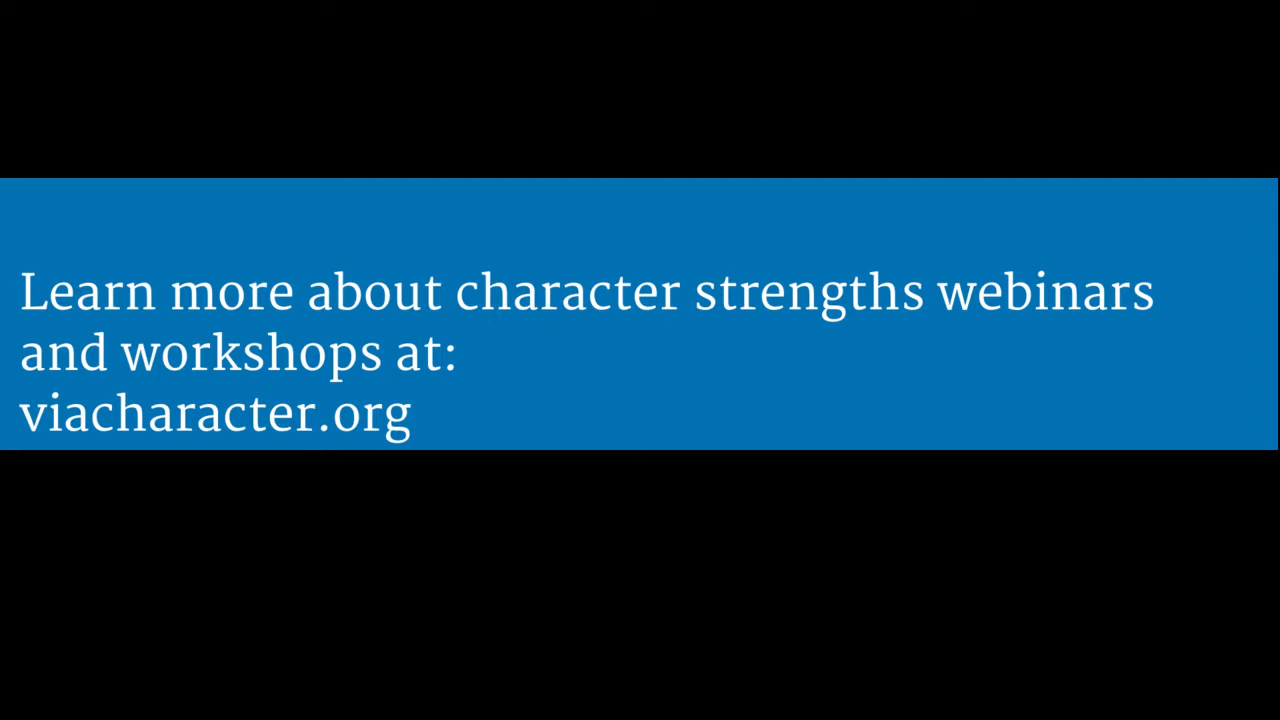 Learn more about character strengths webinars
and workshops at:
viacharacter.org